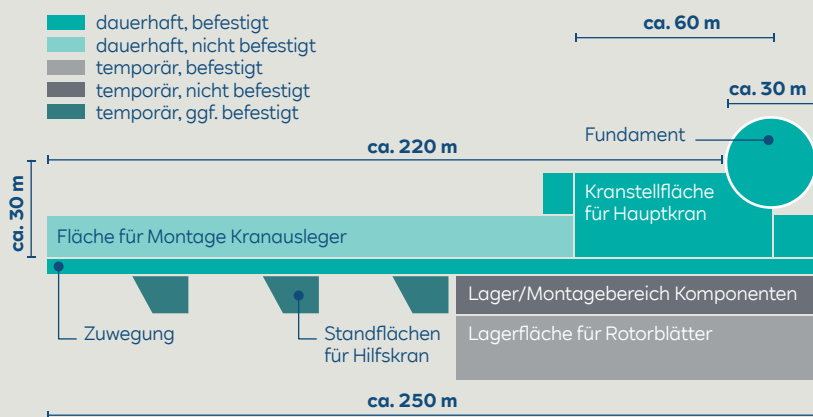 dauerhaft, befestigt
dauerhaft, nicht befestigt
temporär, befestigt
temporär, nicht befestigt
temporär, ggf. befestigt
ca. 60 m
ca. 30 m
Fundament
ca. 220 m
ca. 30 m
Kranstellfläche
für Hauptkran
Fläche für Montage Kranausleger
Lager/Montagebereich Komponenten
Zuwegung
Standflächen
für Hilfskran
Lagerfläche für Rotorblätter
ca. 250 m